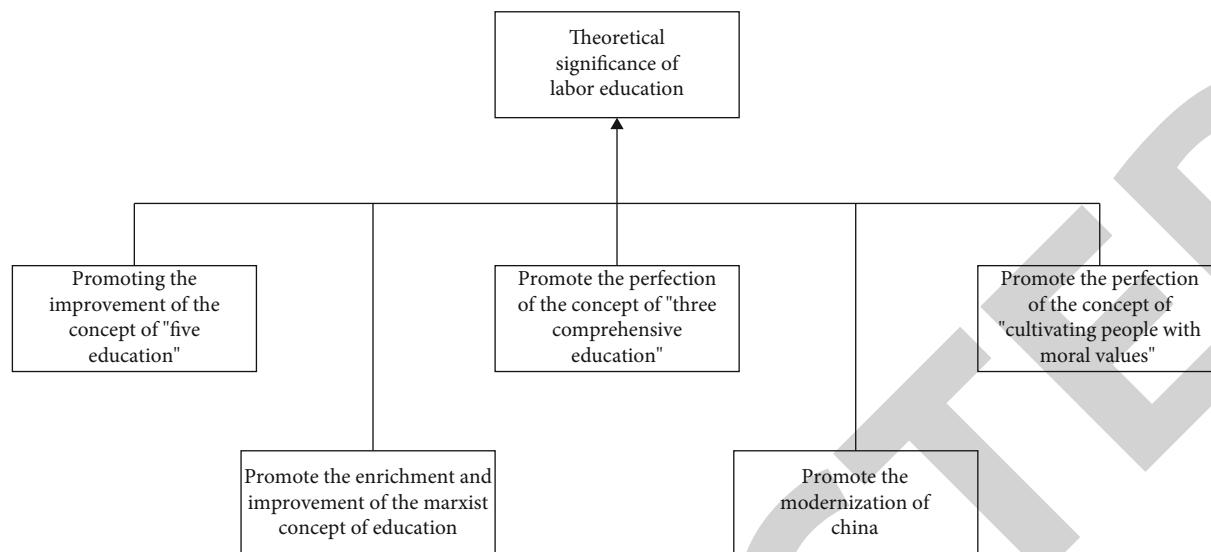 Theoretical
significance of
labor education
Promoting the
improvement of the
concept of "five
education"
Promote the perfection
of the concept of "three
comprehensive
education"
Promote the perfection
of the concept of
"cultivating people with
moral values"
Promote the enrichment and
improvement of the marxist
concept of education
Promote the
modernization of
china